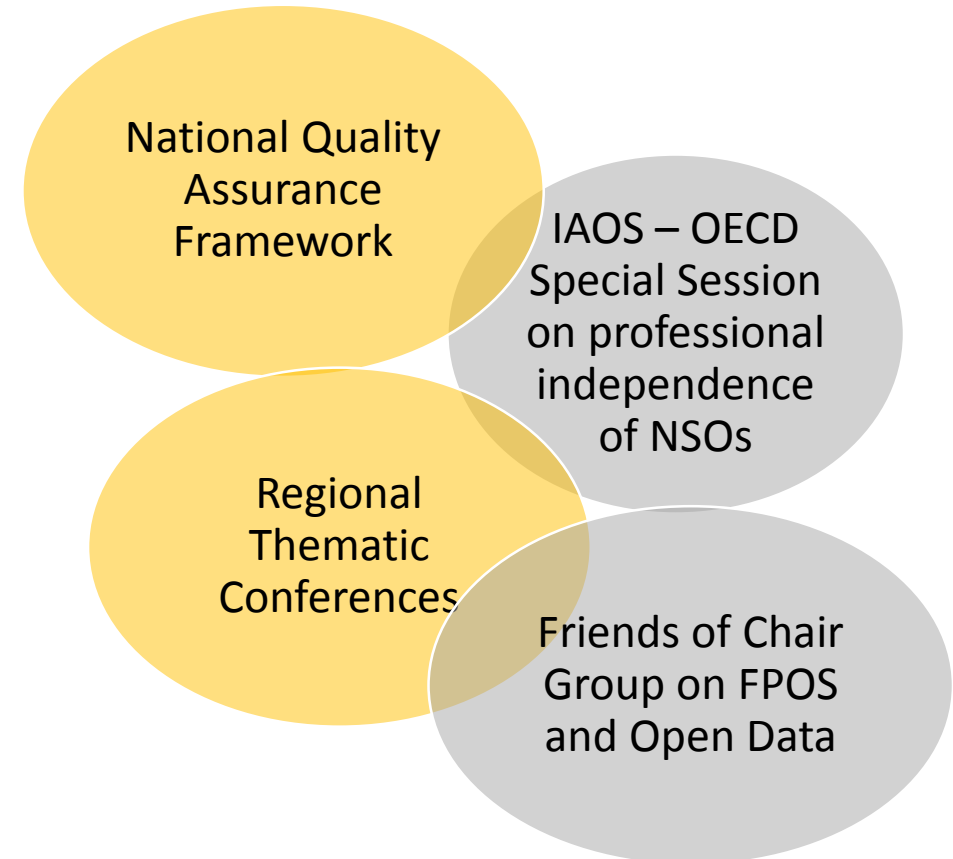 National Quality
Assurance
Framework
IAOS – OECD
Special Session
on professional
independence
of NSOs
Regional
Thematic
Conferences
Friends of Chair
Group on FPOS
and Open Data